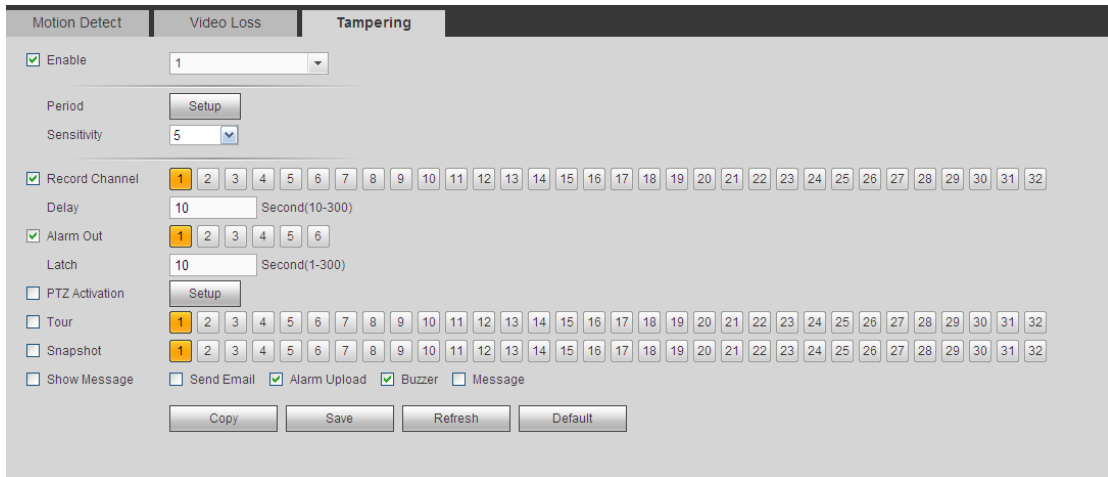 Motion Detect Video Loss Tampering
Enable 1
Period Setup
Sensitivity 5
Record Channel 1 2 3 4 5 6 7 8 9 10 11 12 13 14 15 16 17 18 19 20 21 22 23 24 25 26 27 28 29 30 31 32
Delay 10 Second(10-300)
Alarm Out 1 2 3 4 5 6
Latch 10 Second(1-300)
PTZ Activation Setup
Tour 1 2 3 4 5 6 7 8 9 10 11 12 13 14 15 16 17 18 19 20 21 22 23 24 25 26 27 28 29 30 31 32
Snapshot 1 2 3 4 5 6 7 8 9 10 11 12 13 14 15 16 17 18 19 20 21 22 23 24 25 26 27 28 29 30 31 32
Show Message Send Email Alarm Upload Buzzer Message
Copy Save Refresh Default